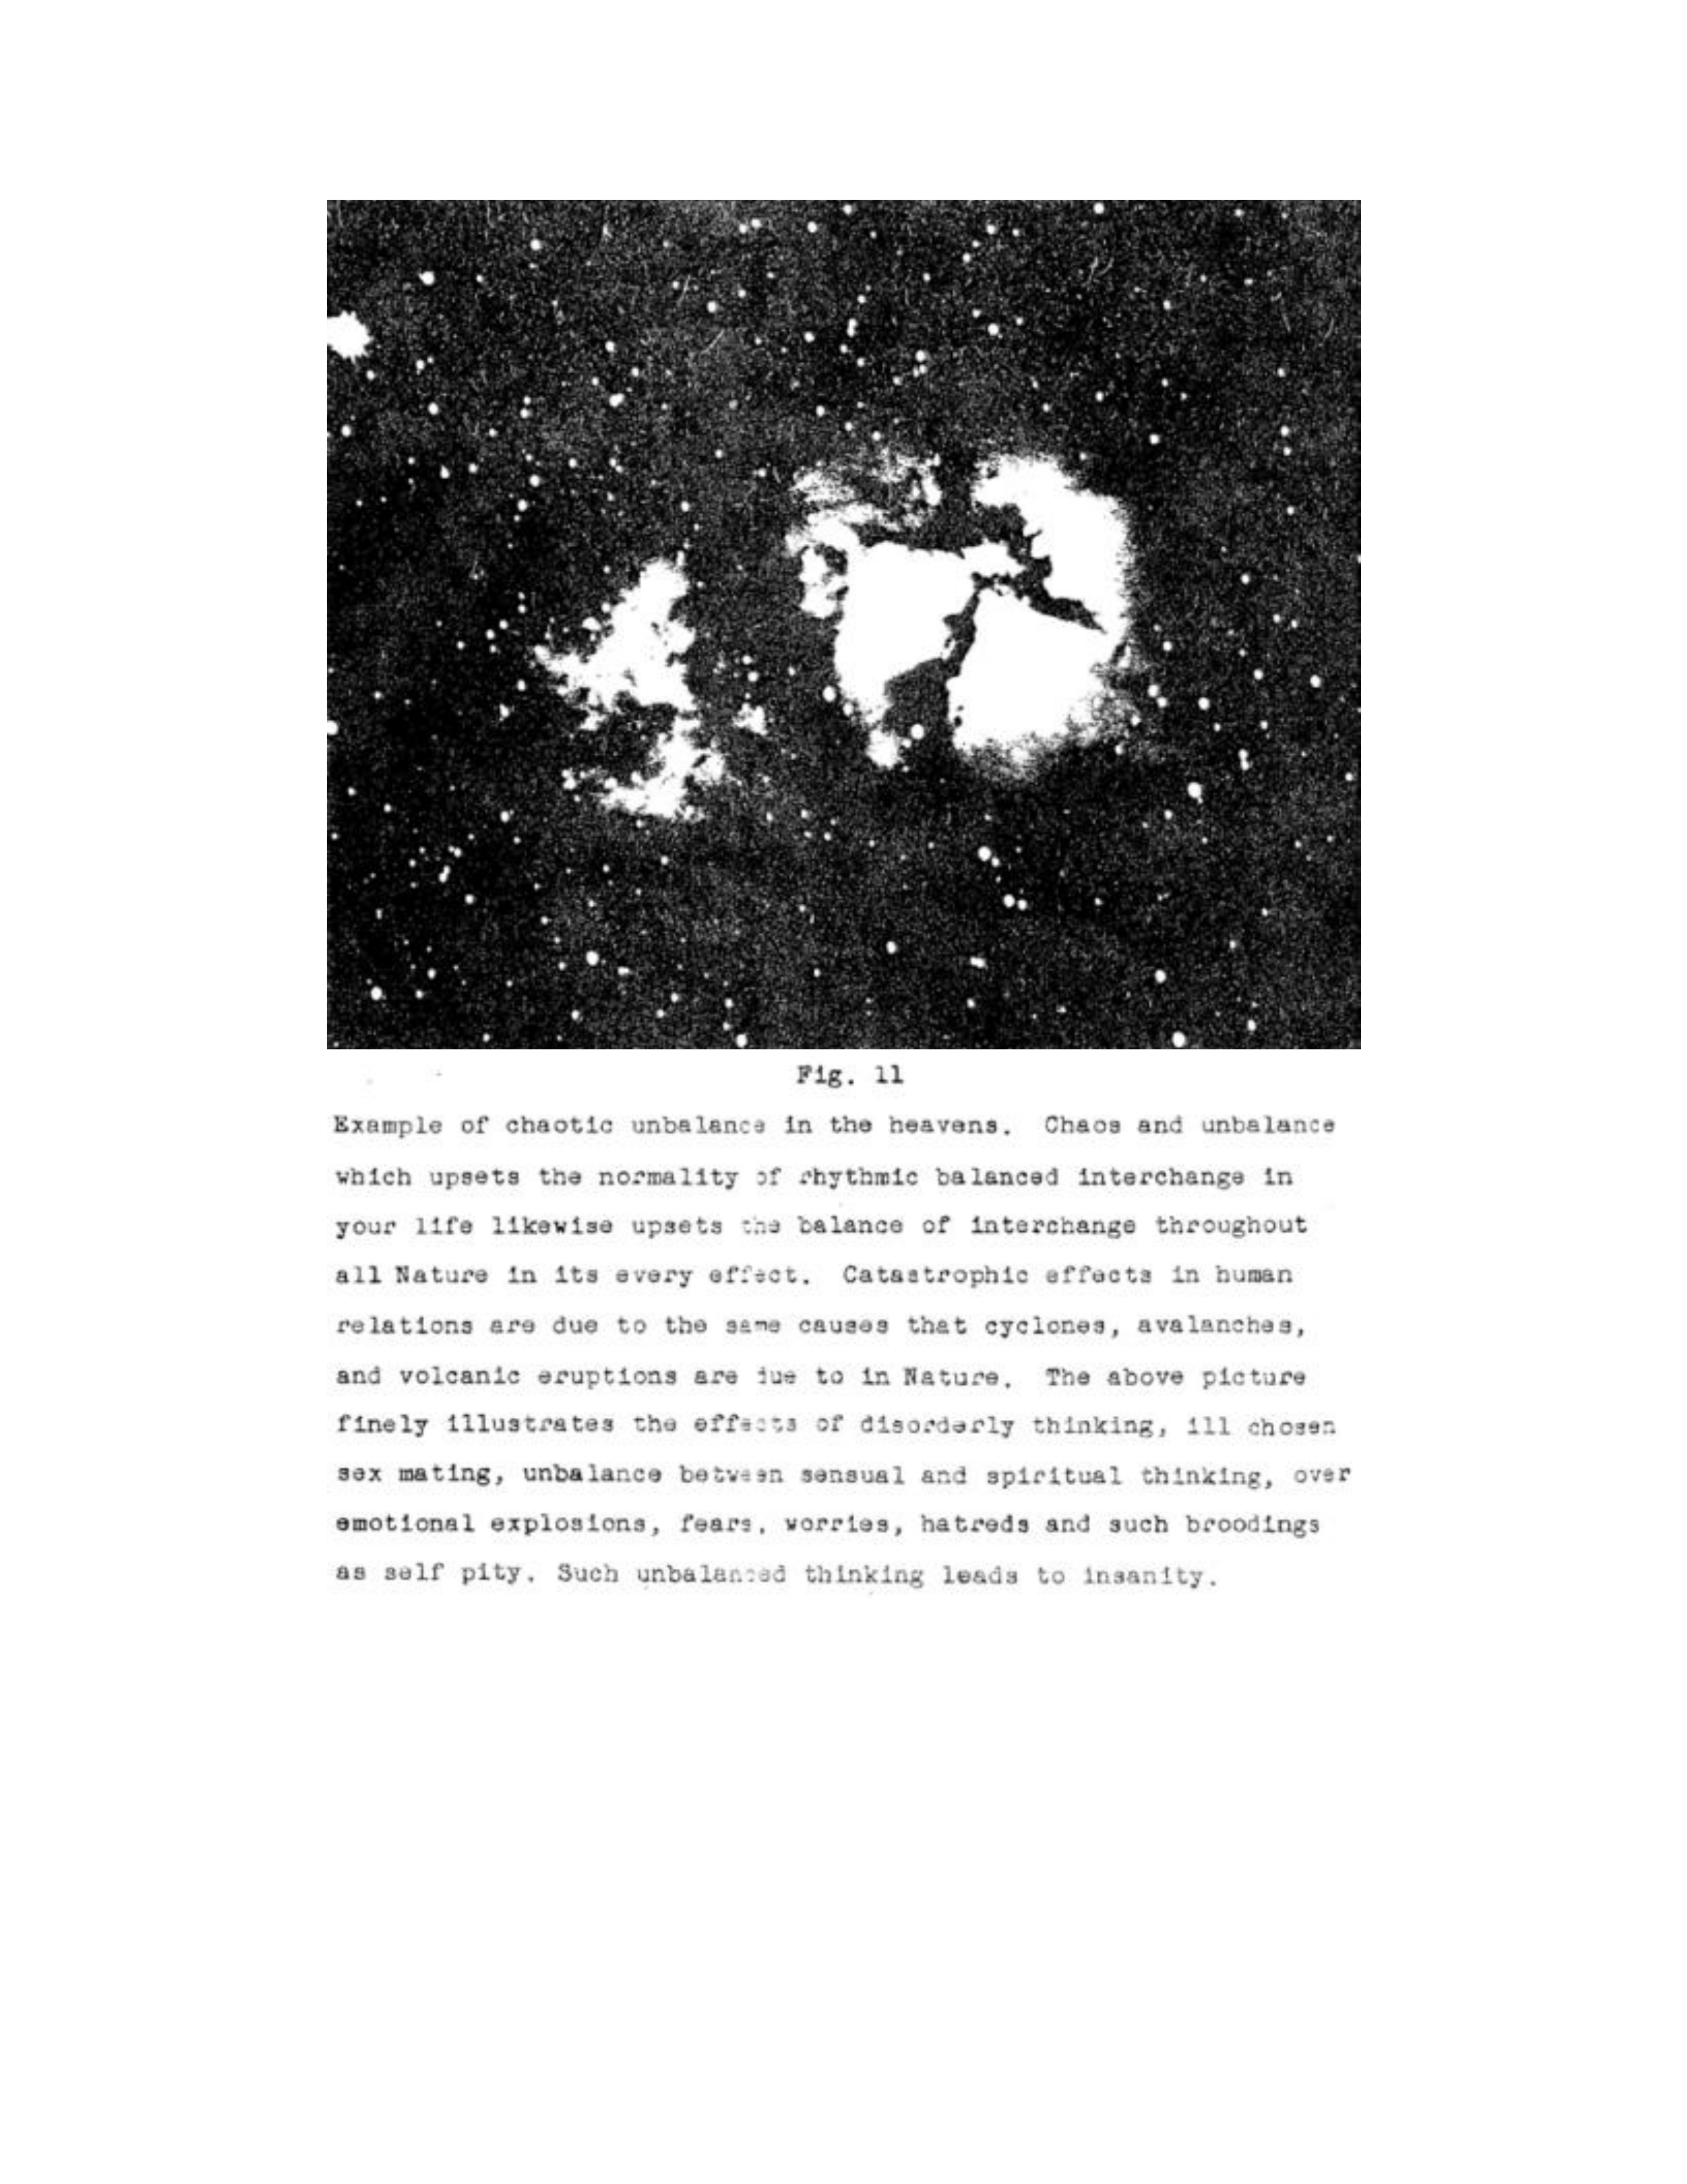 Fig. 11
Example of chaotic unbalance in the heavens. Chaos and unbalance
which upsets the normality of rhythmic balanced interchange in
your life likewise upsets the balance of interchange throughout
all Nature in its every effect. Catastrophic effects in human
relations are due to the same causes that cyclones, avalanches,
and volcanic eruptions are due to in Nature. The above picture
finely illustrates the effects of disorderly thinking, ill chosen
sex mating, unbalance between sensual and spiritual thinking, over
emotional explosions, fears, worries, hatreds and such broodings
as self pity. Such unbalanced thinking leads to insanity.